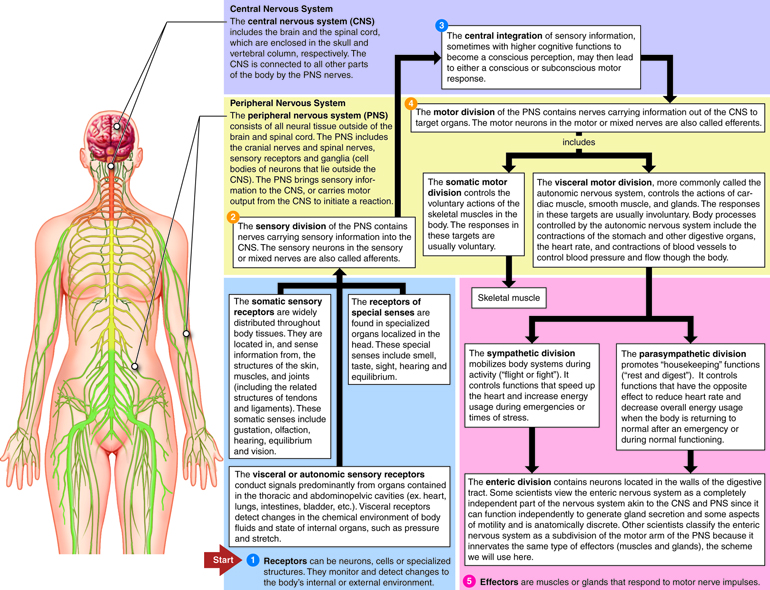 Central Nervous System
The central nervous system (CNS)
includes the brain and the spinal cord,
which are enclosed in the skull and
vertebral column, respectively. The
CNS is connected to all other parts
of the body by the PNS nerves.
3
The central integration of sensory information,
sometimes with higher cognitive functions to
become a conscious perception, may then lead
to either a conscious or subconscious motor
response.
Peripheral Nervous System
The peripheral nervous system (PNS)
consists of all neural tissue outside of the
brain and spinal cord. The PNS includes
the cranial nerves and spinal nerves,
sensory receptors and ganglia (cell
bodies of neurons that lie outside the
CNS). The PNS brings sensory infor-
mation to the CNS, or carries motor
output from the CNS to initiate a reaction.
4
The motor division of the PNS contains nerves carrying information out of the CNS to
target organs. The motor neurons in the motor or mixed nerves are also called efferents.
includes
The somatic motor
division controls the
voluntary actions of the
skeletal muscles in the
body. The responses in
these targets are
usually voluntary.
The visceral motor division, more commonly called the
autonomic nervous system, controls the actions of car-
diac muscle, smooth muscle, and glands. The responses
in these targets are usually involuntary. Body processes
controlled by the autonomic nervous system include the
contractions of the stomach and other digestive organs,
the heart rate, and contractions of blood vessels to
control blood pressure and flow though the body.
2
The sensory division of the PNS contains
nerves carrying sensory information into the
CNS. The sensory neurons in the sensory
or mixed nerves are also called afferents.
Skeletal muscle
The somatic sensory
receptors are widely
distributed throughout
body tissues. They are
located in, and sense
information from, the
structures of the skin,
muscles, and joints
(including the related
structures of tendons
and ligaments). These
somatic senses include
gustation, olfaction,
hearing, equilibrium
and vision.
The receptors of
special senses are
found in specialized
organs localized in the
head. These special
senses include smell,
taste, sight, hearing and
equilibrium.
The sympathetic division
mobilizes body systems during
activity (“flight or fight”). It
controls functions that speed up
the heart and increase energy
usage during emergencies or
times of stress.
The parasympathetic division
promotes “housekeeping” functions
(“rest and digest”). It controls
functions that have the opposite
effect to reduce heart rate and
decrease overall energy usage
when the body is returning to
normal after an emergency or
during normal functioning.
The visceral or autonomic sensory receptors
conduct signals predominantly from organs contained
in the thoracic and abdominopelvic cavities (ex. heart,
lungs, intestines, bladder, etc.). Visceral receptors
detect changes in the chemical environment of body
fluids and state of internal organs, such as pressure
and stretch.
The enteric division contains neurons located in the walls of the digestive
tract. Some scientists view the enteric nervous system as a completely
independent part of the nervous system akin to the CNS and PNS since it
can function independently to generate gland secretion and some aspects
of motility and is anatomically discrete. Other scientists classify the enteric
nervous system as a subdivision of the motor arm of the PNS because it
innervates the same type of effectors (muscles and glands), the scheme
we will use here.
Start
1
Receptors can be neurons, cells or specialized
structures. They monitor and detect changes to
the body's internal or external environment.
5
Effectors are muscles or glands that respond to motor nerve impulses.